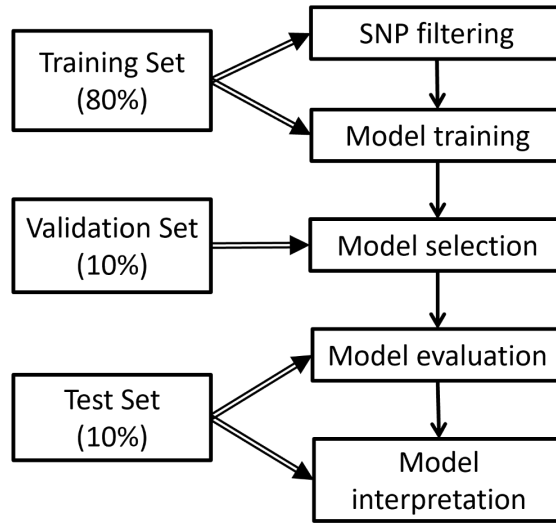 Training Set
(80%)
SNP filtering
Model training
Validation Set
(10%)
Model selection
Test Set
(10%)
Model evaluation
Model
interpretation